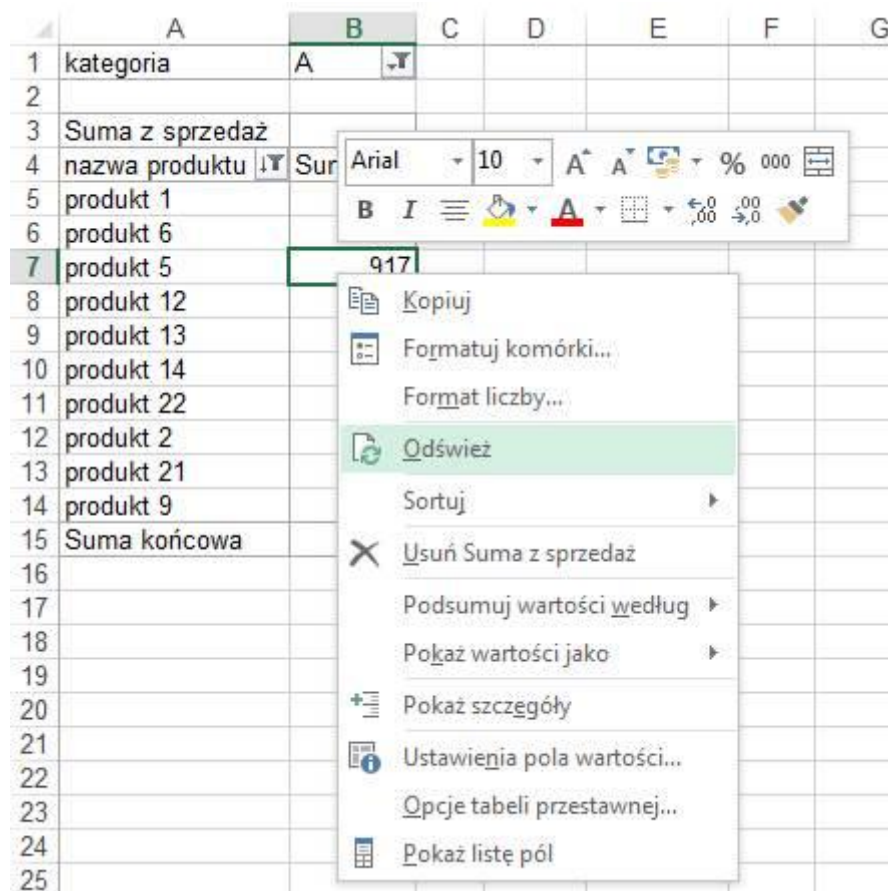 A B C D E F G
1 kategoria A
2
3 Suma z sprzedaż
4 nazwa produktu Sur
Arial 10 A A % 000
B I A ,00 ,00 ,0
5 produkt 1
6 produkt 6
7 produkt 5 917
8 produkt 12
9 produkt 13
10 produkt 14
11 produkt 22
12 produkt 2
13 produkt 21
14 produkt 9
15 Suma końcowa
16
17
18
19
20
21
22
23
24
25
Kopiuj
Formatuj komórki...
Format liczby...
Odśwież
Sortuj
Usuń Suma z sprzedaż
Podsumuj wartości według
Pokaż wartości jako
Pokaż szczegóły
Ustawienia pola wartości...
Opcje tabeli przestawnej...
Pokaż listę pól